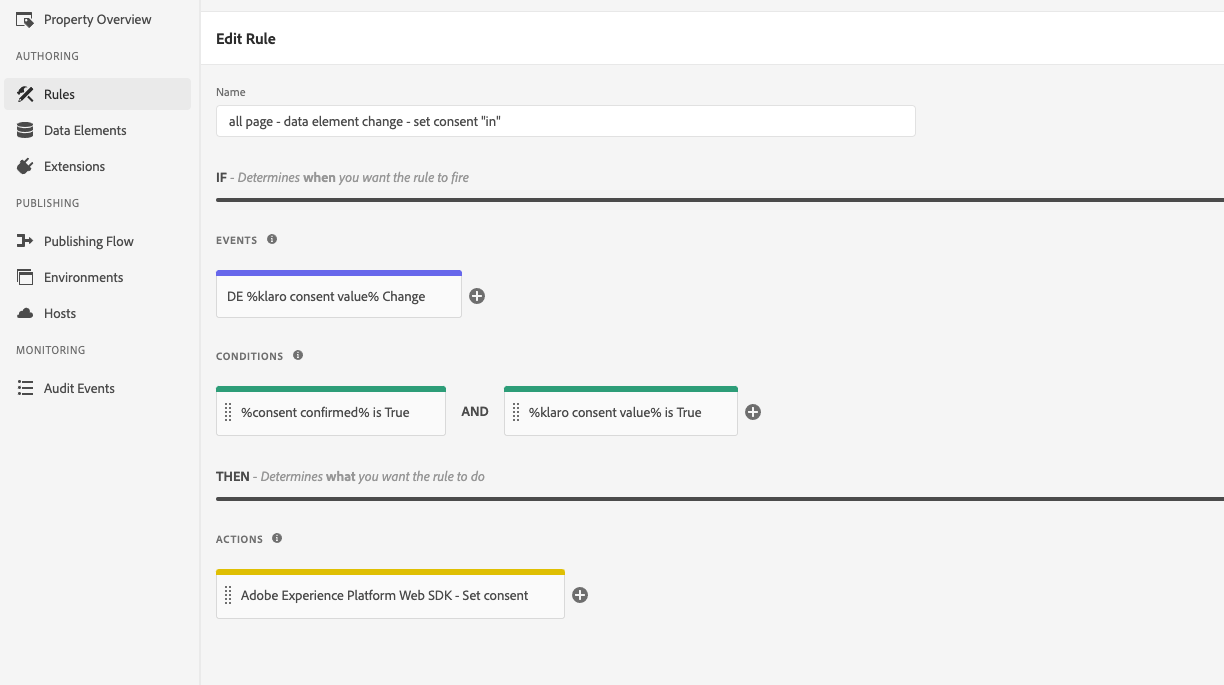 Property Overview
AUTHORING
Rules
Data Elements
Extensions
PUBLISHING
Publishing Flow
Environments
Hosts
MONITORING
Audit Events
Edit Rule
Name
all page - data element change - set consent "in"
IF - Determines when you want the rule to fire
EVENTS
DE %klaro consent value% Change
CONDITIONS
%consent confirmed% is True
AND
%klaro consent value% is True
THEN - Determines what you want the rule to do
ACTIONS
Adobe Experience Platform Web SDK - Set consent